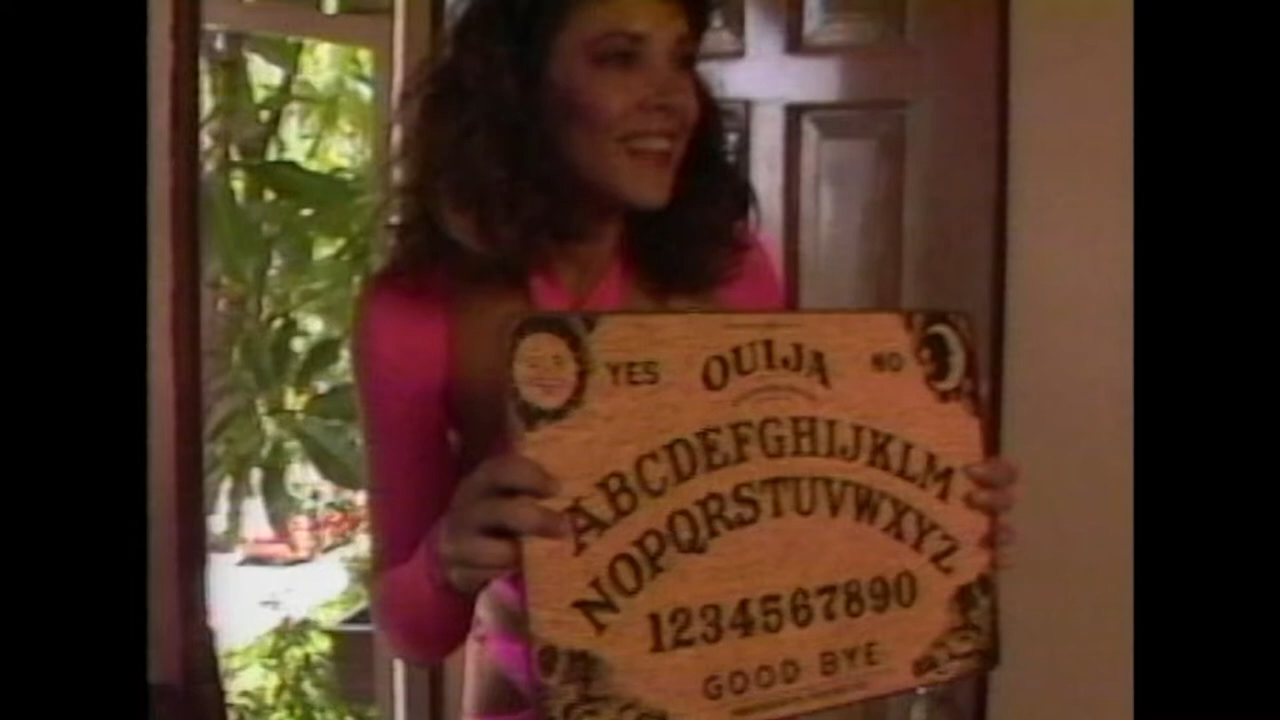 YES OUIJA NO
ABCDEFGHIJKLM
NOPQRSTUVWXYZ
1234567890
GOOD BYE